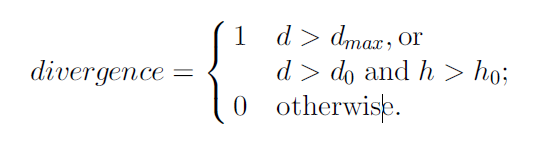 1 d > d_max, or
divergence = { d > d_0 and h > h_0;
0 otherwise.